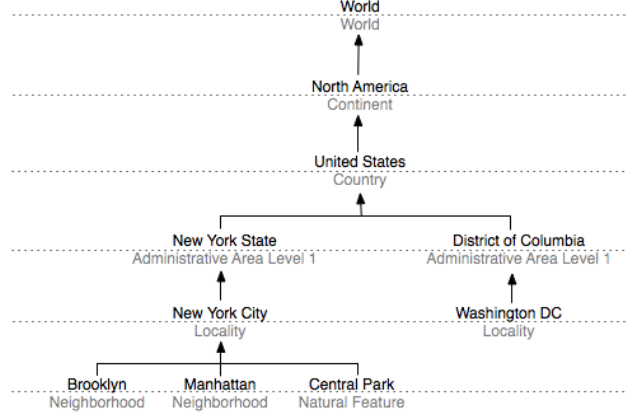 World
World
North America
Continent
United States
Country
New York State District of Columbia
Administrative Area Level 1 Administrative Area Level 1
New York City Washington DC
Locality Locality
Brooklyn Manhattan Central Park
Neighborhood Neighborhood Natural Feature